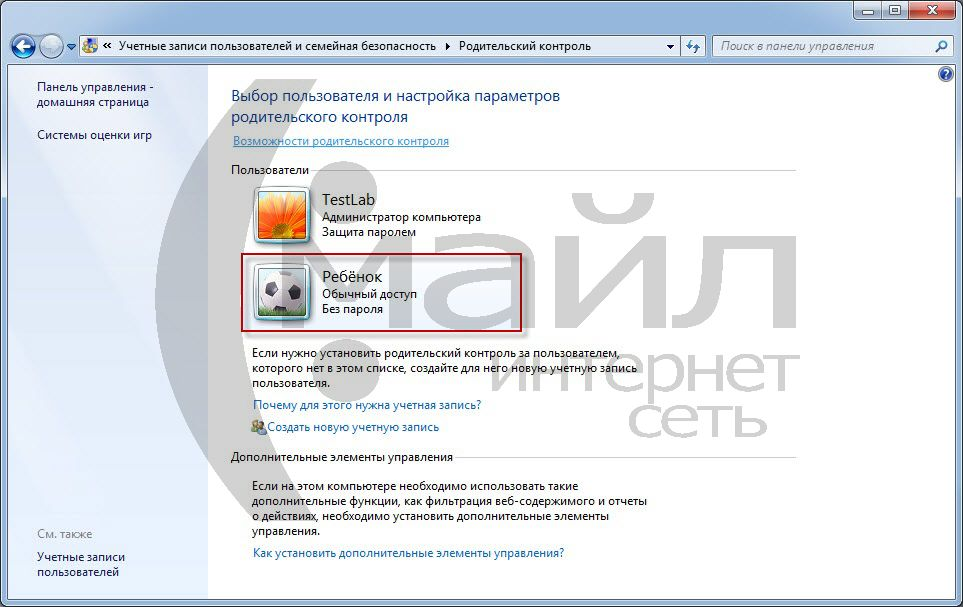 « Учетные записи пользователей и семейная безопасность ▸ Родительский контроль
Поиск в панели управления
Панель управления -
домашняя страница
Системы оценки игр
Выбор пользователя и настройка параметров
родительского контроля
Возможности родительского контроля
Пользователи
TestLab
Администратор компьютера
Защита паролем
Ребёнок
Обычный доступ
Без пароля
Если нужно установить родительский контроль за пользователем,
которого нет в этом списке, создайте для него новую учетную запись
пользователя.
Почему для этого нужна учетная запись?
Создать новую учетную запись
Дополнительные элементы управления
Если на этом компьютере необходимо использовать такие
дополнительные функции, как фильтрация веб-содержимого и отчеты
о действиях, необходимо установить дополнительные элементы
управления.
Как установить дополнительные элементы управления?
См. также
Учетные записи
пользователей
майл
интернет
сеть